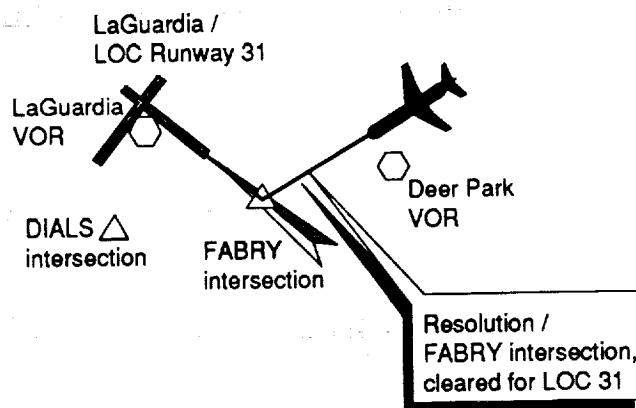 LaGuardia /
LOC Runway 31
LaGuardia
VOR
Deer Park
VOR
DIALS
intersection
FABRY
intersection
Resolution /
FABRY intersection,
cleared for LOC 31